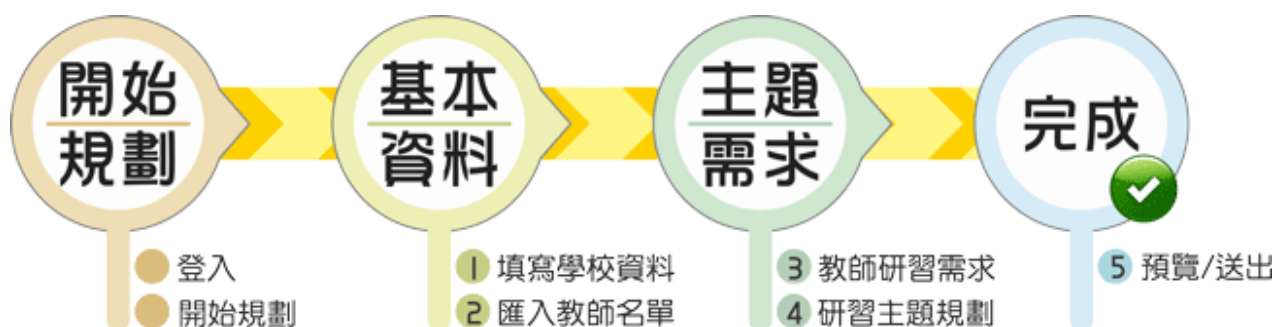 開始
規劃
登入
開始規劃
基本
資料
1 填寫學校資料
2 匯入教師名單
主題
需求
3 教師研習需求
4 研習主題規劃
完成
5 預覽/送出